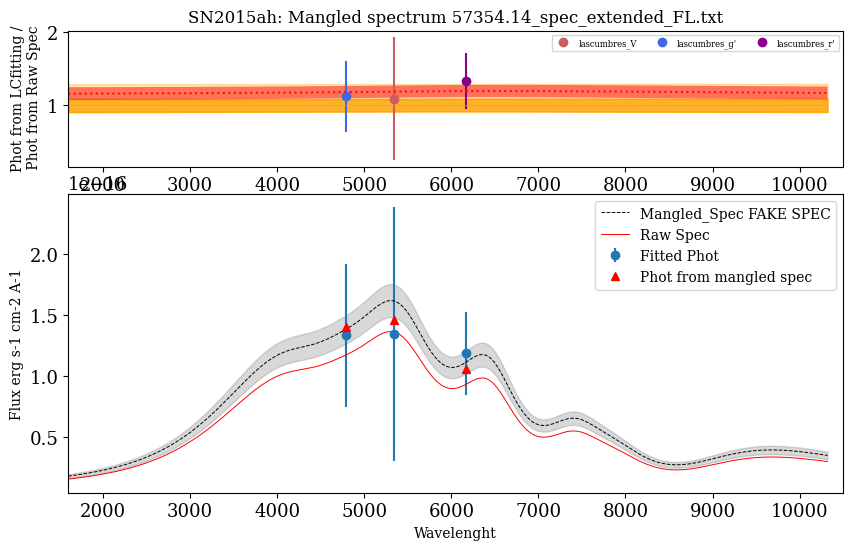 SN2015ah: Mangled spectrum 57354.14_spec_extended_FL.txt
Phot from LCfitting /
Phot from Raw Spec
2
1
lascumbres_V
lascumbres_g'
lascumbres_r'
2000 3000 4000 5000 6000 7000 8000 9000 10000
1e−16
Flux erg s-1 cm-2 A-1
2.0
1.5
1.0
0.5
Mangled_Spec FAKE SPEC
Raw Spec
Fitted Phot
Phot from mangled spec
2000 3000 4000 5000 6000 7000 8000 9000 10000
Wavelenght